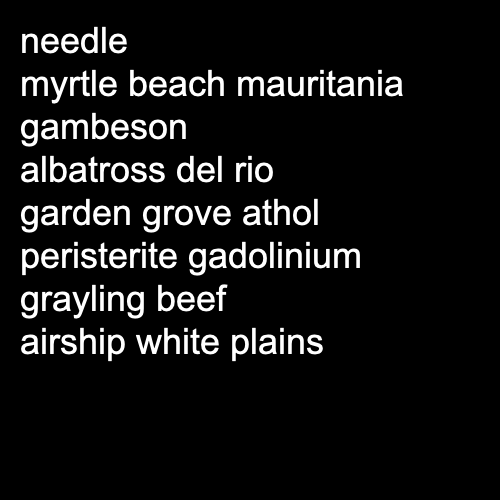 needle
myrtle beach mauritania
gambeson
albatross del rio
garden grove athol
peristerite gadolinium
grayling beef
airship white plains